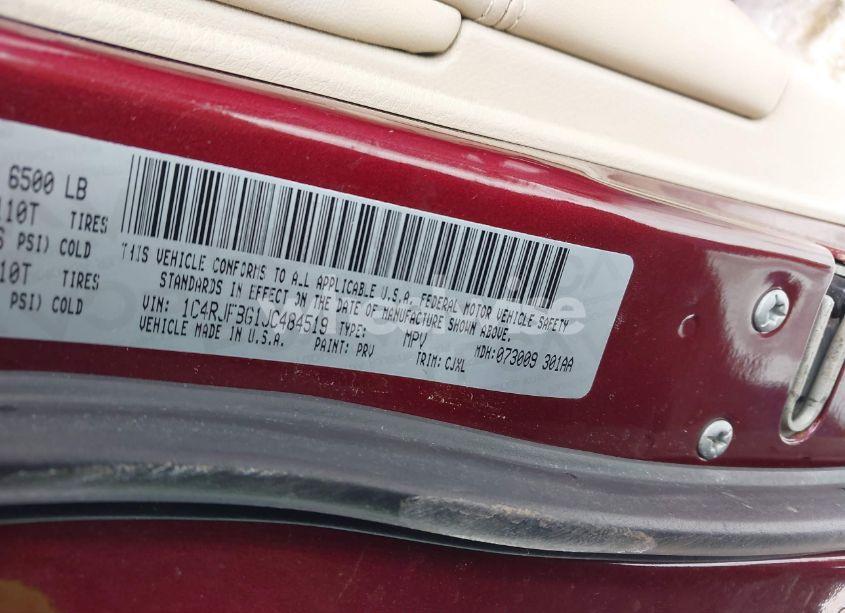 6500 LB
110T TIRES
PSI) COLD
10T TIRES
PSI) COLD
THIS VEHICLE CONFORMS TO ALL APPLICABLE U.S.A. FEDERAL MOTOR VEHICLE SAFETY
STANDARDS IN EFFECT ON THE DATE OF MANUFACTURE SHOWN ABOVE.
VIN: 1C4RJFBG1JC484519 TYPE: MPV
VEHICLE MADE IN U.S.A. PAINT: PRV TRIM: CJXL MDH:073009 301AA